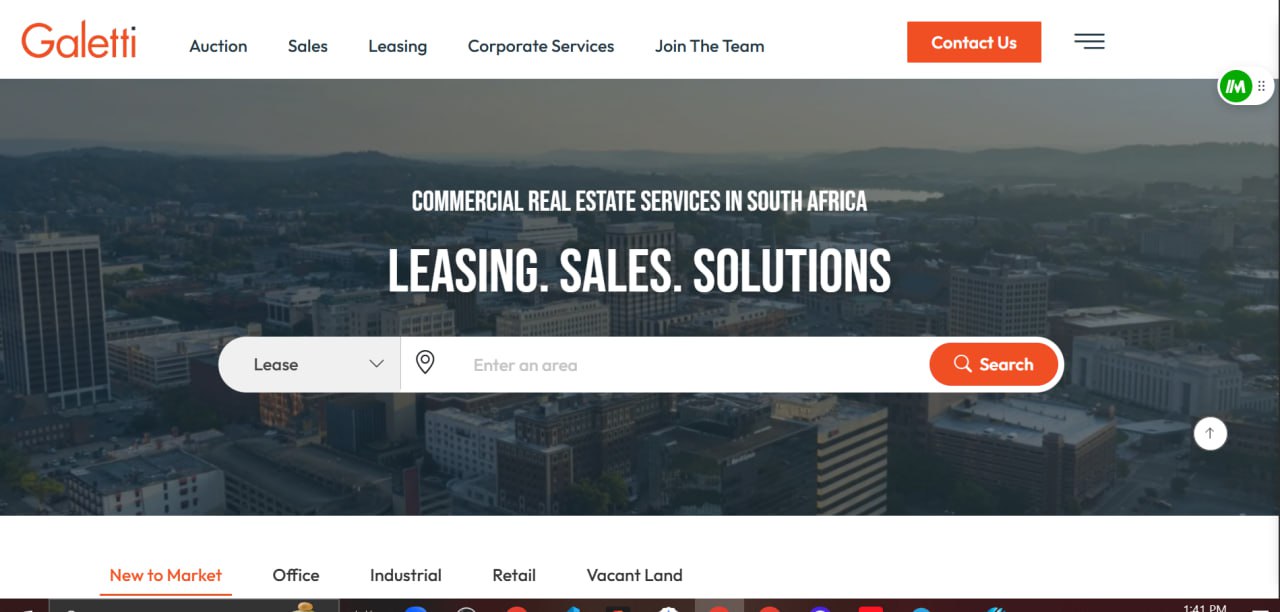 Galetti
Auction Sales Leasing Corporate Services Join The Team Contact Us
COMMERCIAL REAL ESTATE SERVICES IN SOUTH AFRICA
LEASING. SALES. SOLUTIONS
Lease Enter an area Search
New to Market Office Industrial Retail Vacant Land
1:41 PM